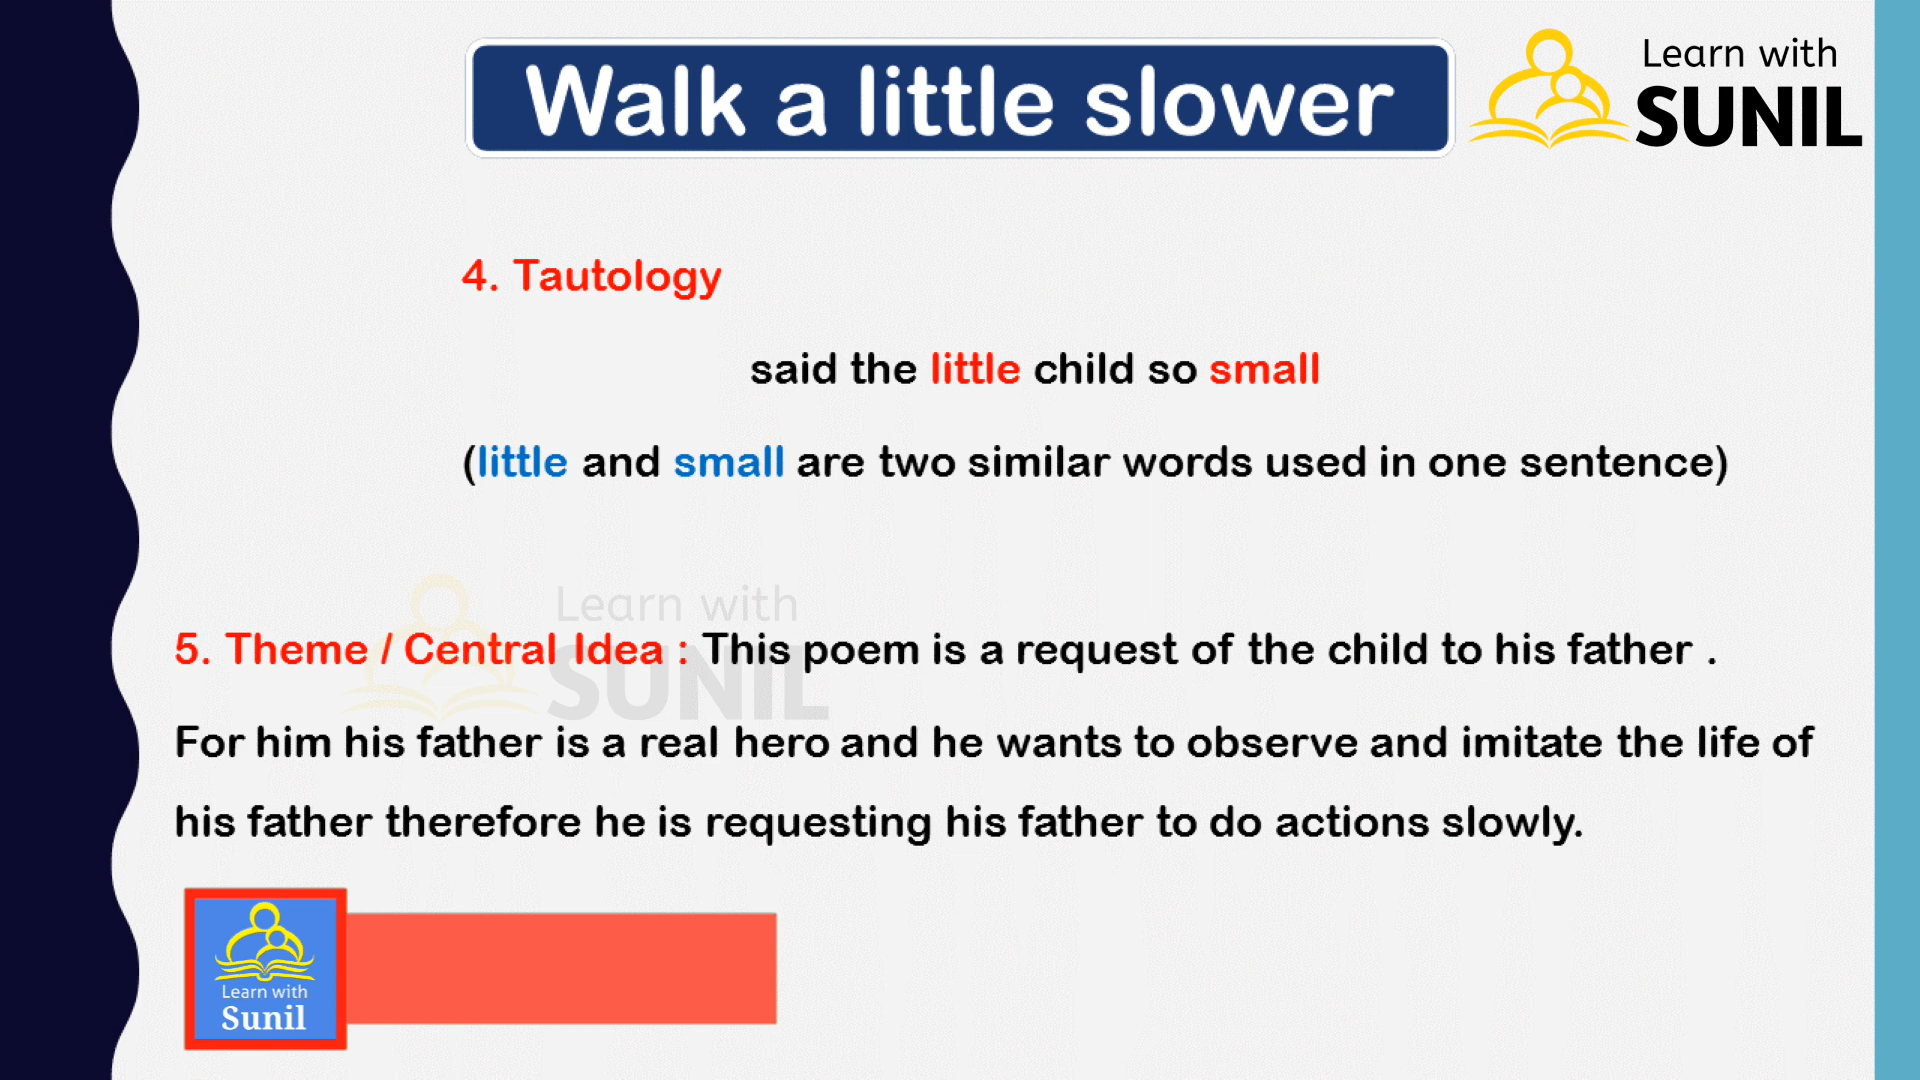 Walk a little slower
Learn with
SUNIL
4. Tautology
said the little child so small
(little and small are two similar words used in one sentence)
Learn with
SUNIL
5. Theme / Central Idea : This poem is a request of the child to his father .
For him his father is a real hero and he wants to observe and imitate the life of
his father therefore he is requesting his father to do actions slowly.
Learn with
Sunil